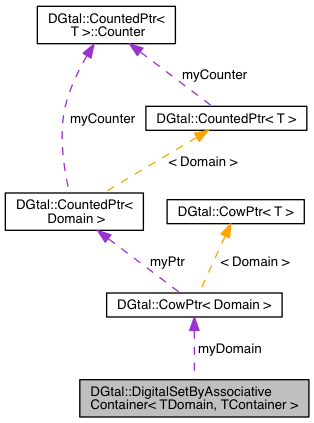 DGtal::CountedPtr<
T >::Counter
myCounter
myCounter
DGtal::CountedPtr< T >
< Domain >
DGtal::CountedPtr<
Domain >
DGtal::CowPtr< T >
myPtr
< Domain >
DGtal::CowPtr< Domain >
myDomain
DGtal::DigitalSetByAssociative
Container< TDomain, TContainer >